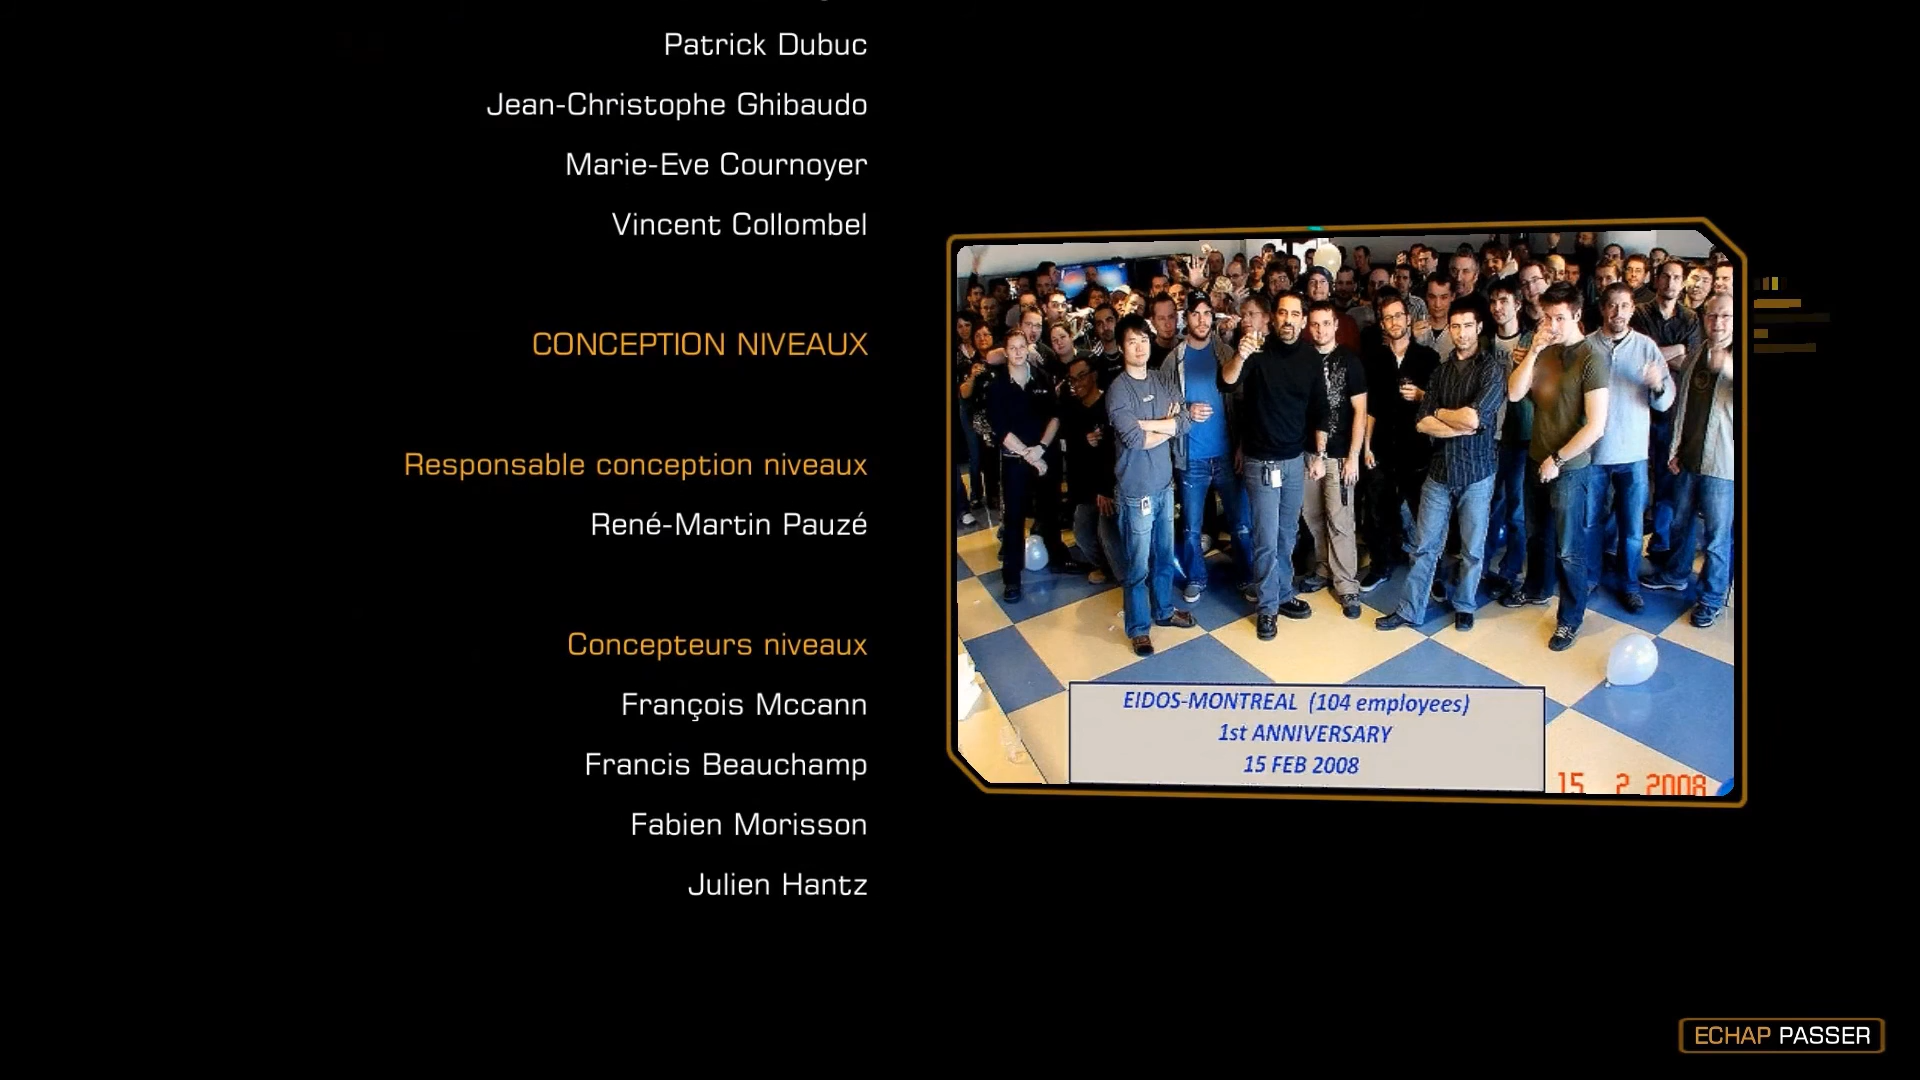 Patrick Dubuc
Jean-Christophe Ghibaudo
Marie-Eve Cournoyer
Vincent Collombel
CONCEPTION NIVEAUX
Responsable conception niveaux
René-Martin Pauzé
Concepteurs niveaux
François Mccann
Francis Beauchamp
Fabien Morisson
Julien Hantz
EIDOS-MONTREAL (104 employees)
1st ANNIVERSARY
15 FEB 2008
15 2 2008
ECHAP PASSER